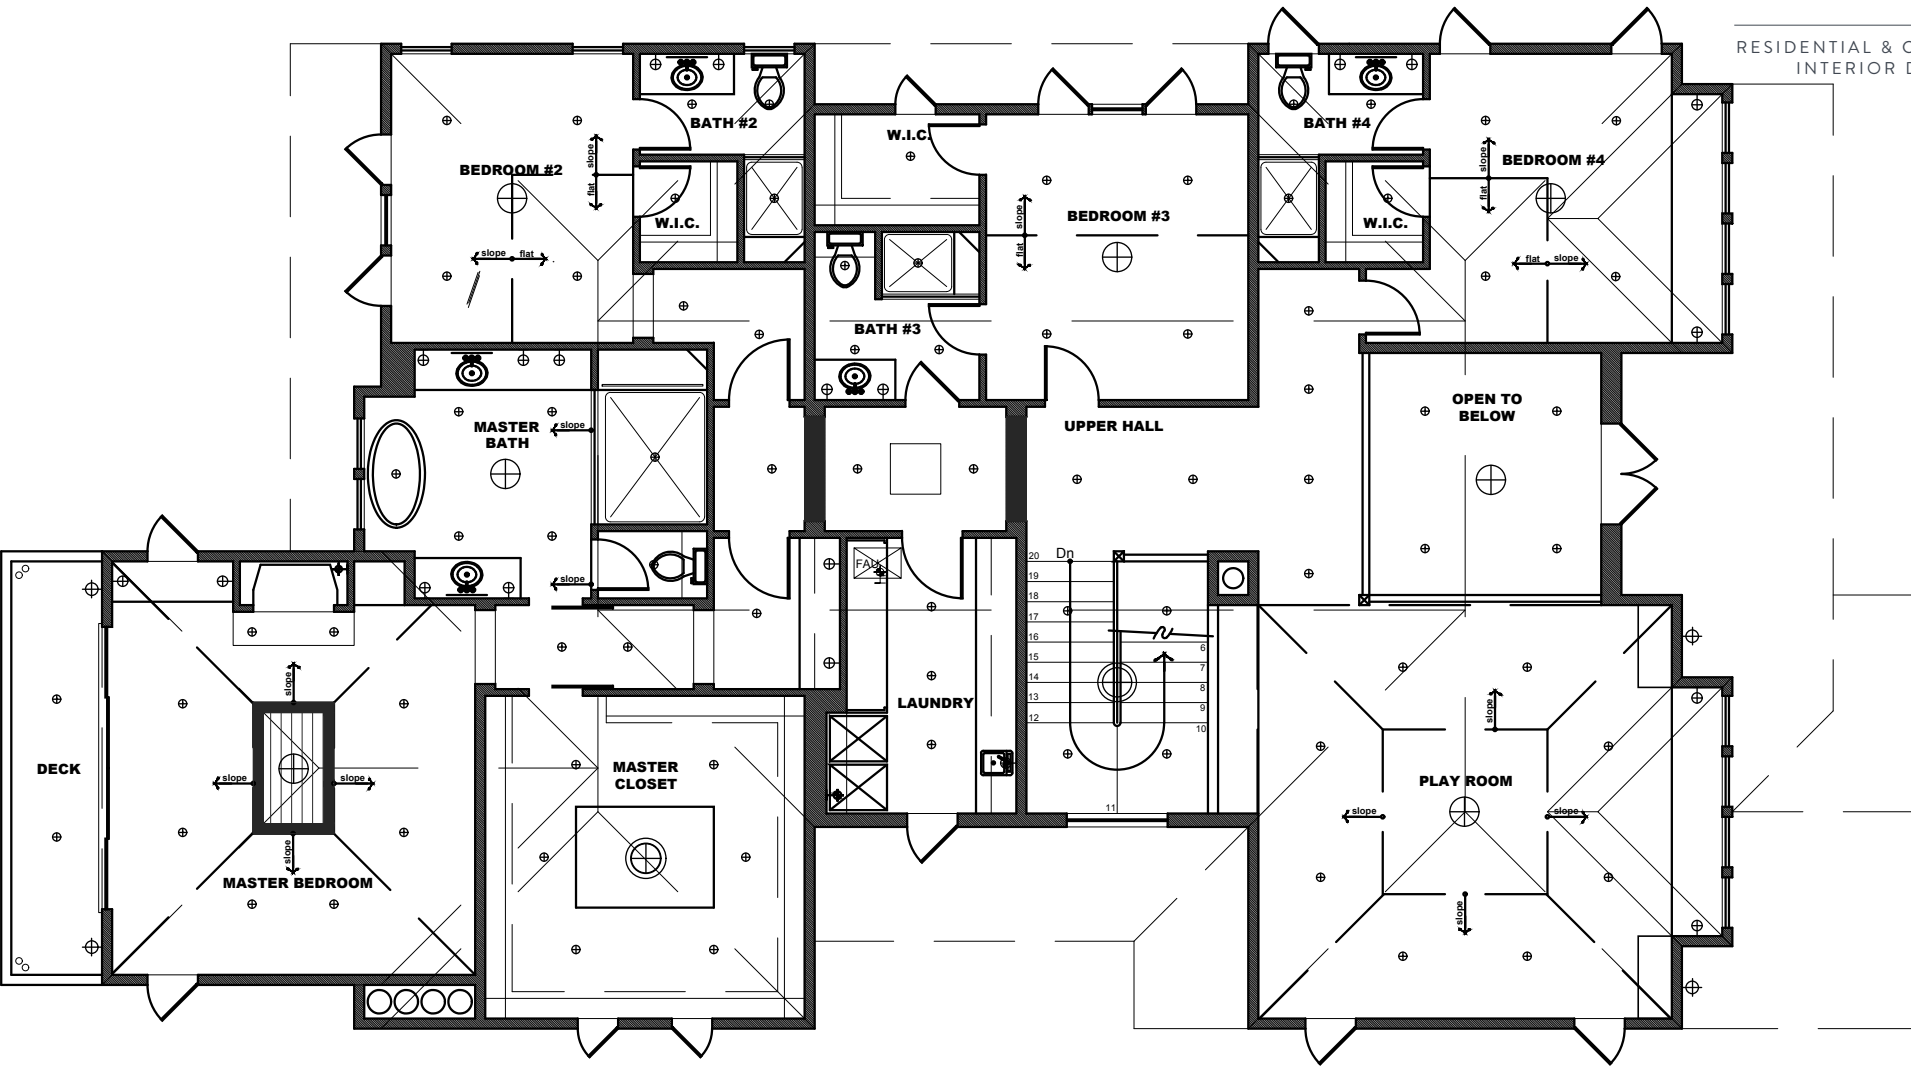 RESIDENTIAL & C
INTERIOR D
BATH #2
BATH #4
W.I.C.
BEDROOM #2
slope
flat
slope
flat
BEDROOM #4
W.I.C.
BEDROOM #3
slope
flat
W.I.C.
slope flat
flat slope
BATH #3
OPEN TO
BELOW
MASTER
BATH
slope
UPPER HALL
Dn
FAU
slope
20
19
18
17
16
15
14
13
12
6
7
8
9
10
11
LAUNDRY
slope
slope
DECK
MASTER
CLOSET
PLAY ROOM
slope
slope
slope
slope
slope
MASTER BEDROOM
slope